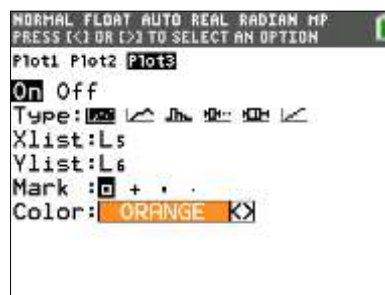 NORMAL FLOAT AUTO REAL RADIAN MP
PRESS [<] OR [>] TO SELECT AN OPTION
Plot1 Plot2 Plot3
On Off
Type:
Xlist:L5
Ylist:L6
Mark : + · ·
Color: ORANGE <>